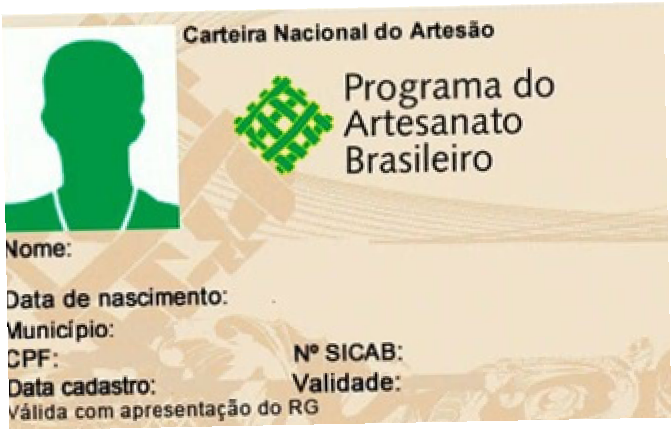 Carteira Nacional do Artesão
Programa do
Artesanato
Brasileiro
Nome:
Data de nascimento:
Município:
CPF:
Nº SICAB:
Data cadastro:
Validade:
Válida com apresentação do RG